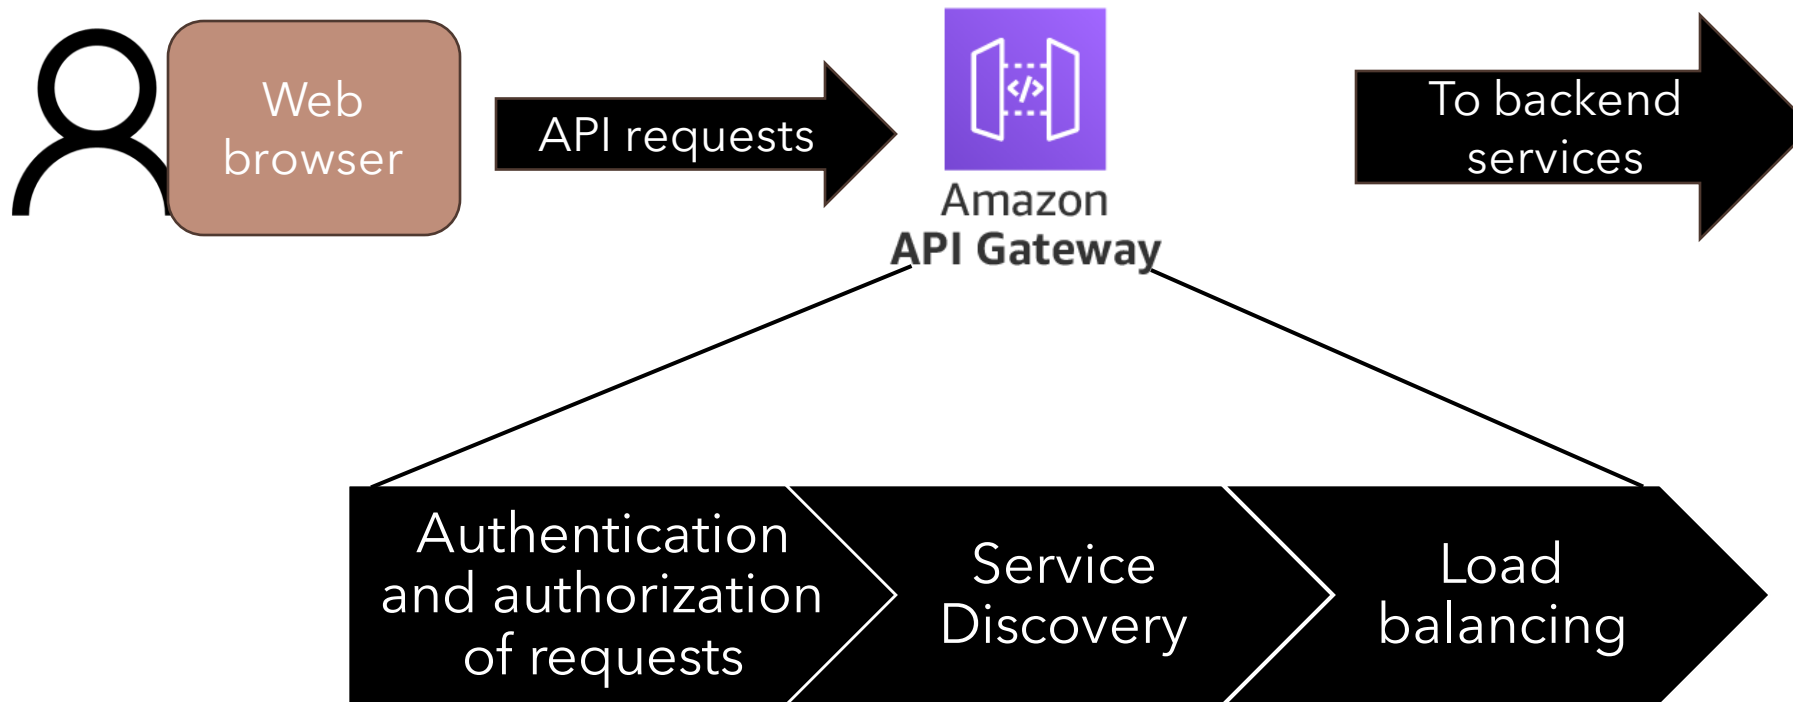 Web
browser
API requests
</>
Amazon
API Gateway
To backend
services
Authentication
and authorization
of requests
Service
Discovery
Load
balancing